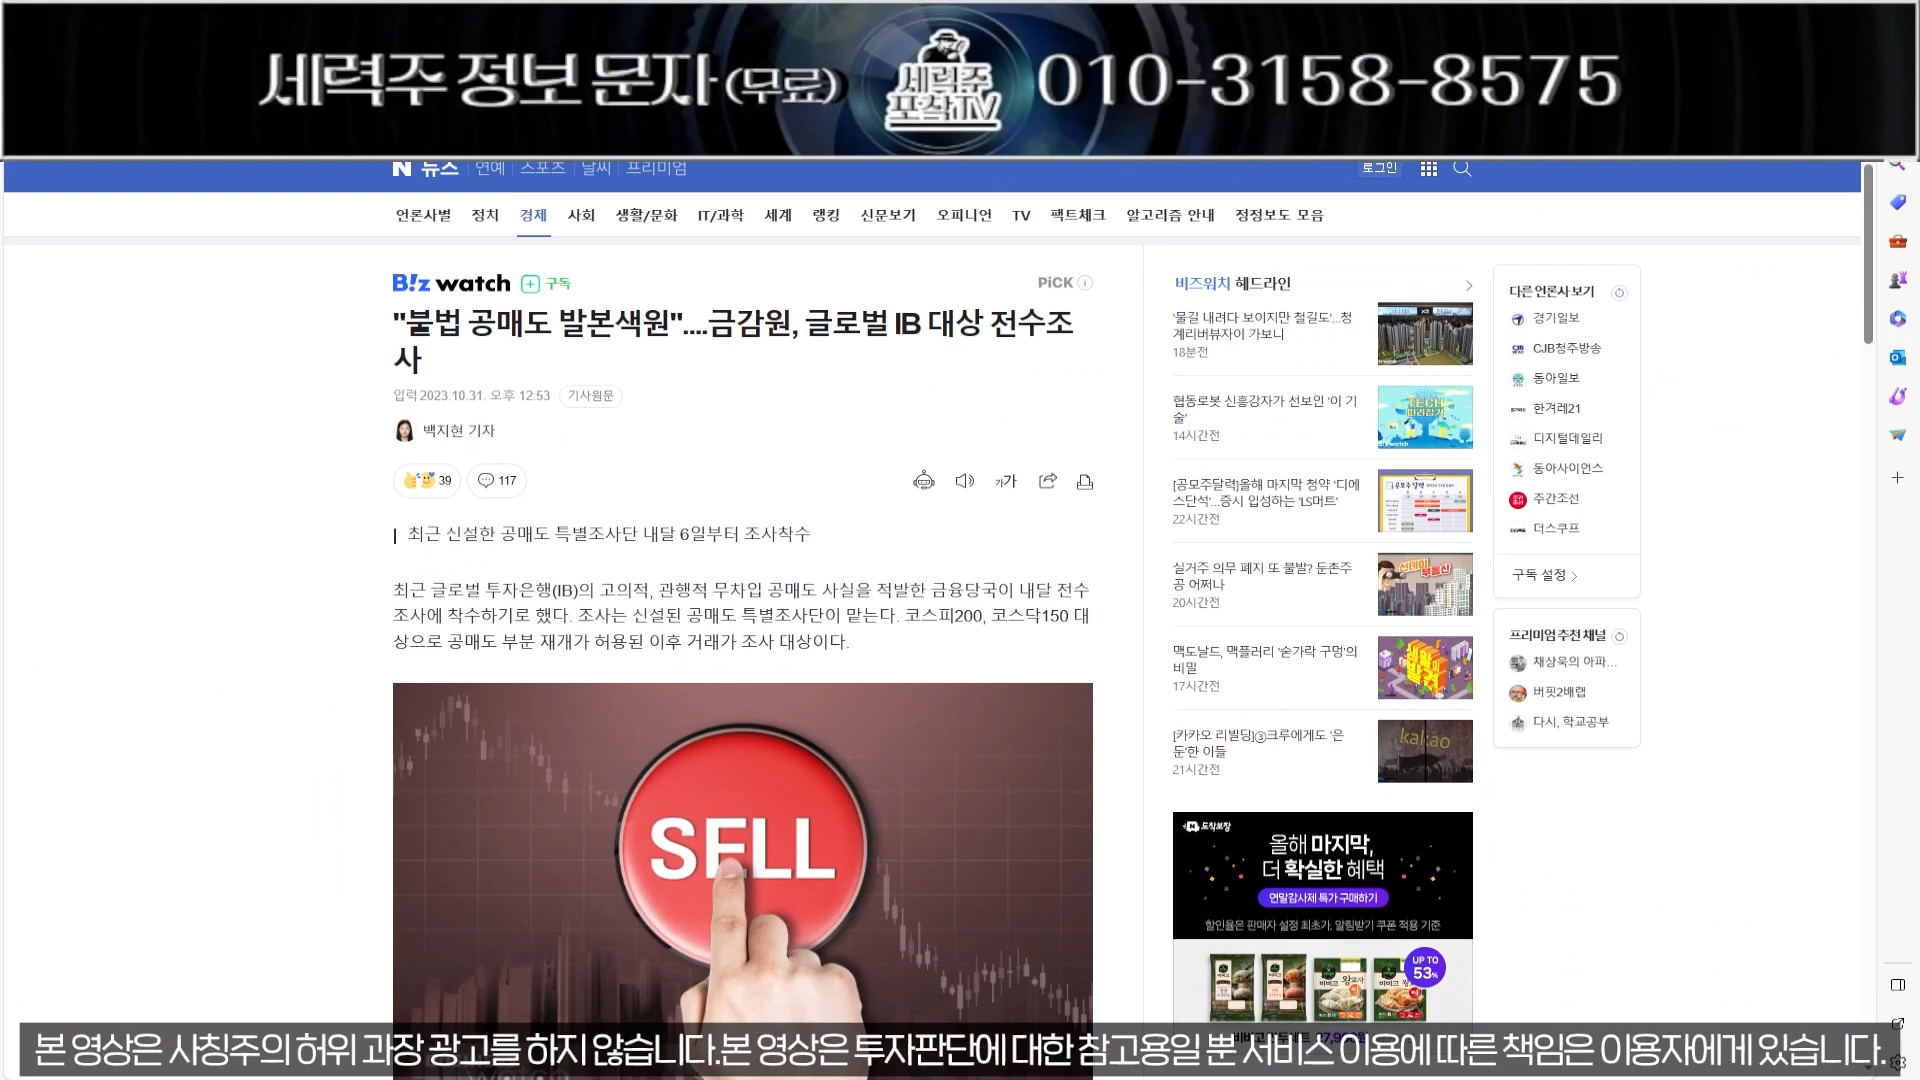 세력주 정보 문자 (무료) 세력주 포착TV 010-3158-8575
N 뉴스 연예 스포츠 날씨 프리미엄 로그인
언론사별 정치 경제 사회 생활/문화 IT/과학 세계 랭킹 신문보기 오피니언 TV 팩트체크 알고리즘 안내 정정보도 모음
B!z watch 구독 PiCK
"불법 공매도 발본색원"....금감원, 글로벌 IB 대상 전수조
사
입력 2023.10.31. 오후 12:53 기사원문
백지현 기자
39 117
가가
최근 신설한 공매도 특별조사단 내달 6일부터 조사착수
최근 글로벌 투자은행(IB)의 고의적, 관행적 무차입 공매도 사실을 적발한 금융당국이 내달 전수
조사에 착수하기로 했다. 조사는 신설된 공매도 특별조사단이 맡는다. 코스피200, 코스닥150 대
상으로 공매도 부분 재개가 허용된 이후 거래가 조사 대상이다.
SELL
비즈워치 헤드라인
'물길 내려다 보이지만 철길도'...청
계리버뷰자이 가보니
18분전
협동로봇 신흥강자가 선보인 '이 기
술'
14시간전
TECH
따라잡기
[공모주달력]올해 마지막 청약 '디에
스단석'...증시 입성하는 'LS머트'
22시간전
공모주달력
실거주 의무 폐지 또 불발? 둔촌주
공 어쩌나
20시간전
부동산
맥도날드, 맥플러리 '숟가락 구멍'의
비밀
17시간전
[카카오 리빌딩]③크루에게도 '은
둔'한 이들
21시간전
kakao
N 도착보장
올해 마지막,
더 확실한 혜택
연말감사제 특가 구매하기
할인율은 판매자 설정 최초가, 알림받기 쿠폰 적용 기준
UP TO
53%
비비고
왕교자
다른 언론사 보기
경기일보
CJB청주방송
동아일보
한겨레21
디지털데일리
동아사이언스
주간조선
더스쿠프
구독 설정
프리미엄 추천 채널
채상욱의 아파...
버핏2배랩
다시, 학교공부
본 영상은 사칭주의 허위 과장 광고를 하지 않습니다.본 영상은 투자판단에 대한 참고용일 뿐 서비스 이용에 따른 책임은 이용자에게 있습니다.